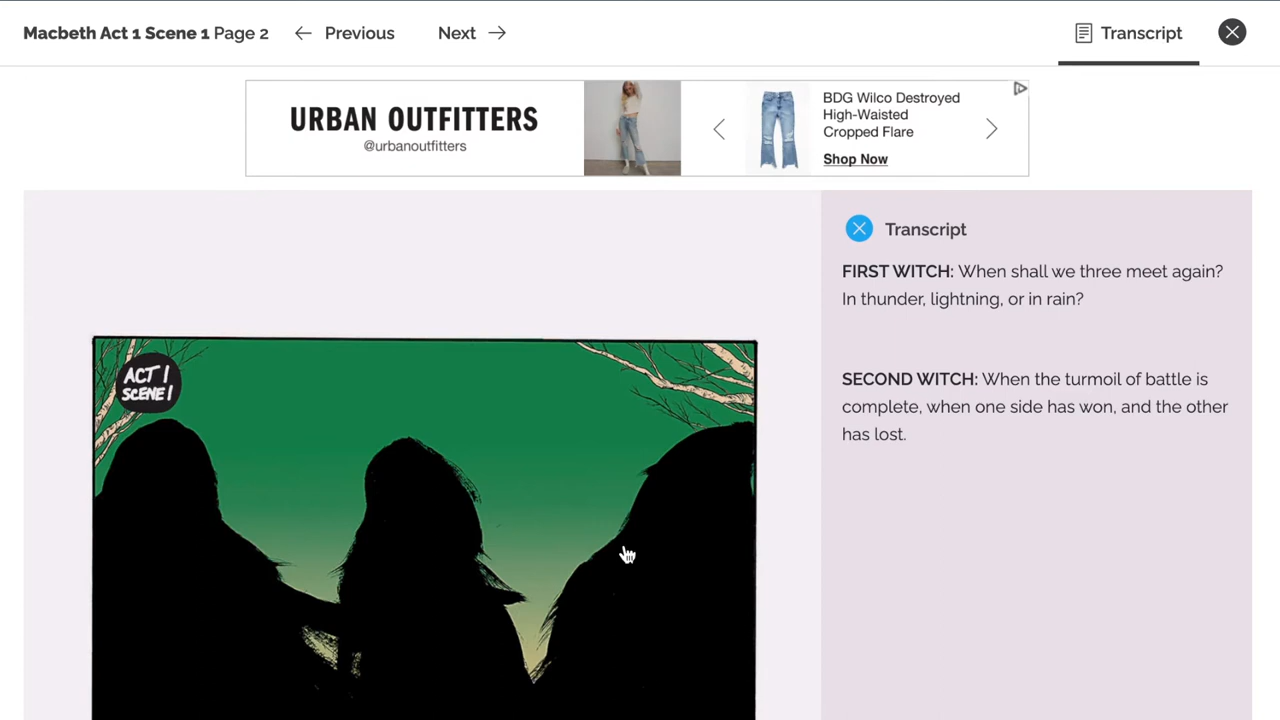 Macbeth Act 1 Scene 1 Page 2 Previous Next Transcript
URBAN OUTFITTERS
@urbanoutfitters
BDG Wilco Destroyed
High-Waisted
Cropped Flare
Shop Now
ACT 1
SCENE 1
Transcript
FIRST WITCH: When shall we three meet again?
In thunder, lightning, or in rain?
SECOND WITCH: When the turmoil of battle is
complete, when one side has won, and the other
has lost.